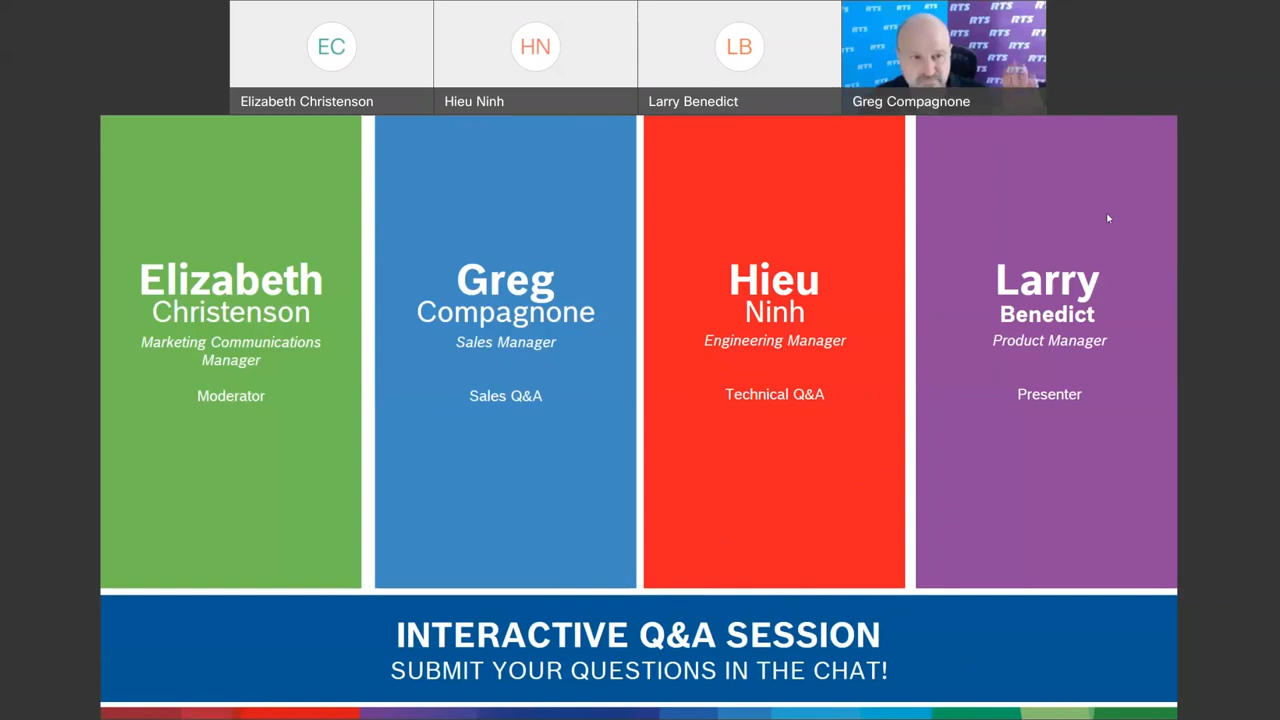 EC
HN
LB
RTS
Elizabeth Christenson
Hieu Ninh
Larry Benedict
Greg Compagnone
Elizabeth
Christenson
Marketing Communications
Manager
Moderator
Greg
Compagnone
Sales Manager
Sales Q&A
Hieu
Ninh
Engineering Manager
Technical Q&A
Larry
Benedict
Product Manager
Presenter
INTERACTIVE Q&A SESSION
SUBMIT YOUR QUESTIONS IN THE CHAT!